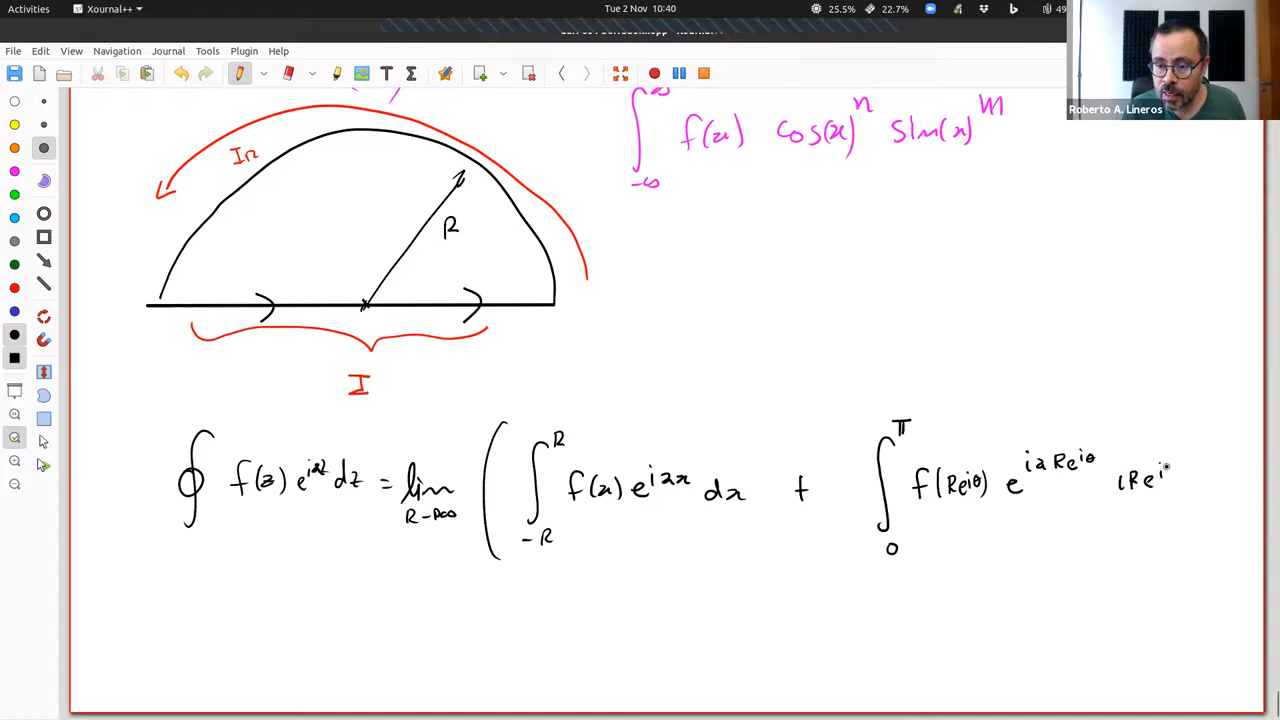 Activities Xournal++ Tue 2 Nov 10:40 25.5% 22.7%
File Edit View Navigation Journal Tools Plugin Help
Roberto A. Lineros
∫_{-∞}^{∞} f(x) cos(x)^n sin(x)^m
I_R
R
I
∮ f(z) e^{iaz} dz = lim_{R→∞} ( ∫_{-R}^{R} f(x) e^{iax} dx + ∫_0^π f(Re^{iθ}) e^{iaRe^{iθ}} iRe^i